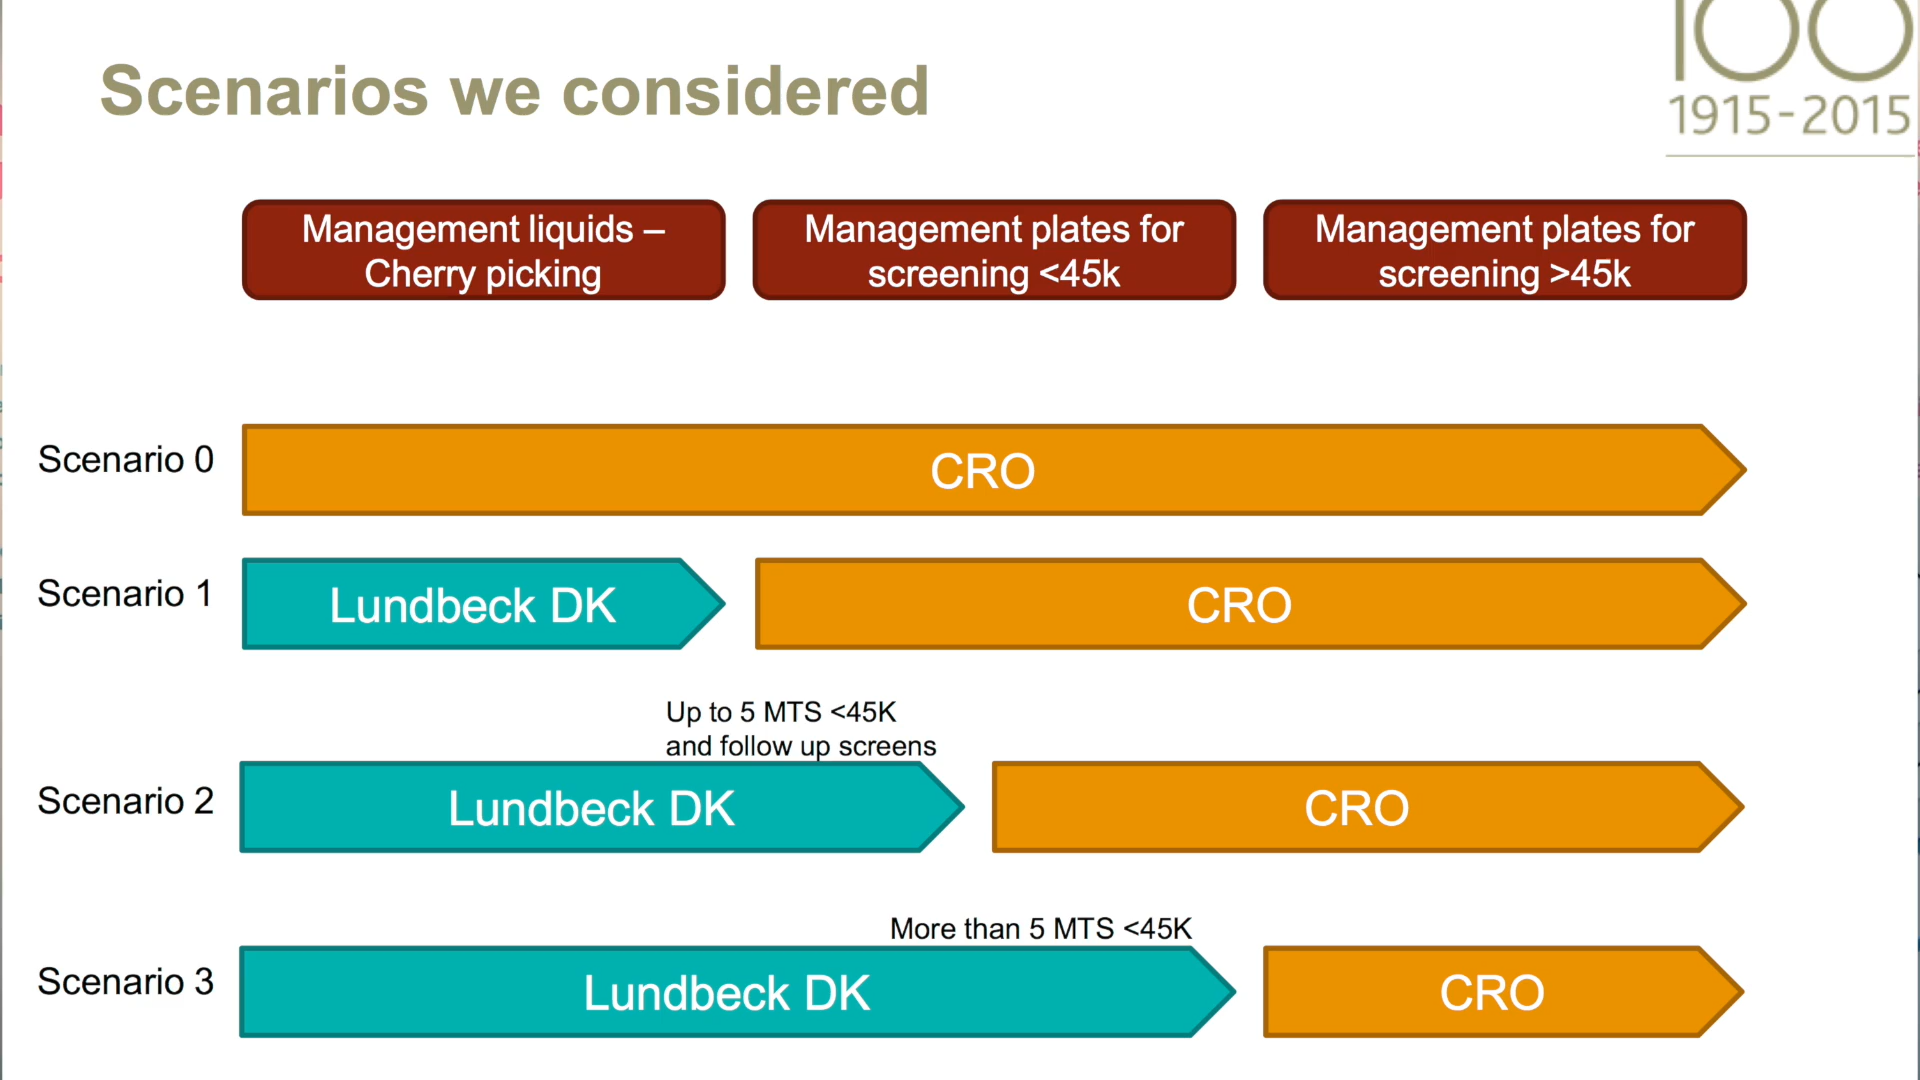 100
1915-2015
Scenarios we considered
Management liquids –
Cherry picking
Management plates for
screening <45k
Management plates for
screening >45k
Scenario 0
CRO
Scenario 1
Lundbeck DK
CRO
Up to 5 MTS <45K
and follow up screens
Scenario 2
Lundbeck DK
CRO
More than 5 MTS <45K
Scenario 3
Lundbeck DK
CRO